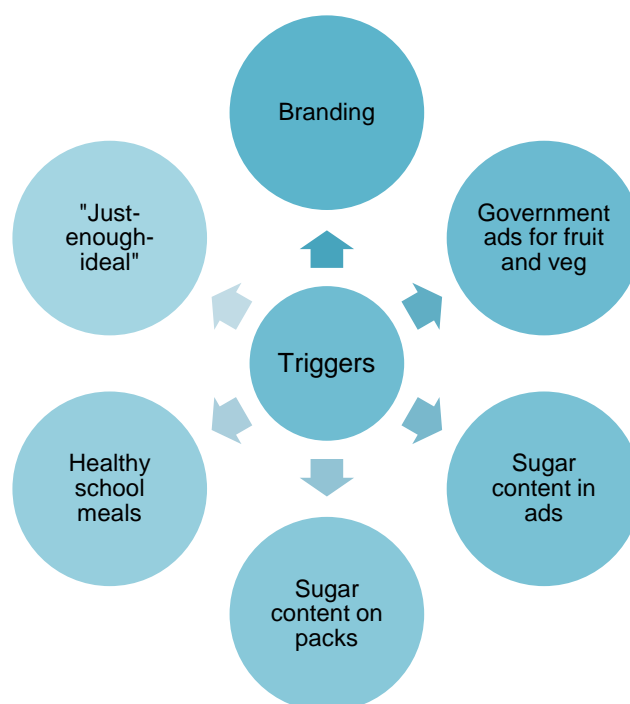 Branding
Government
ads for fruit
and veg
Sugar
content in
ads
Sugar
content on
packs
Healthy
school
meals
"Just-
enough-
ideal"
Triggers